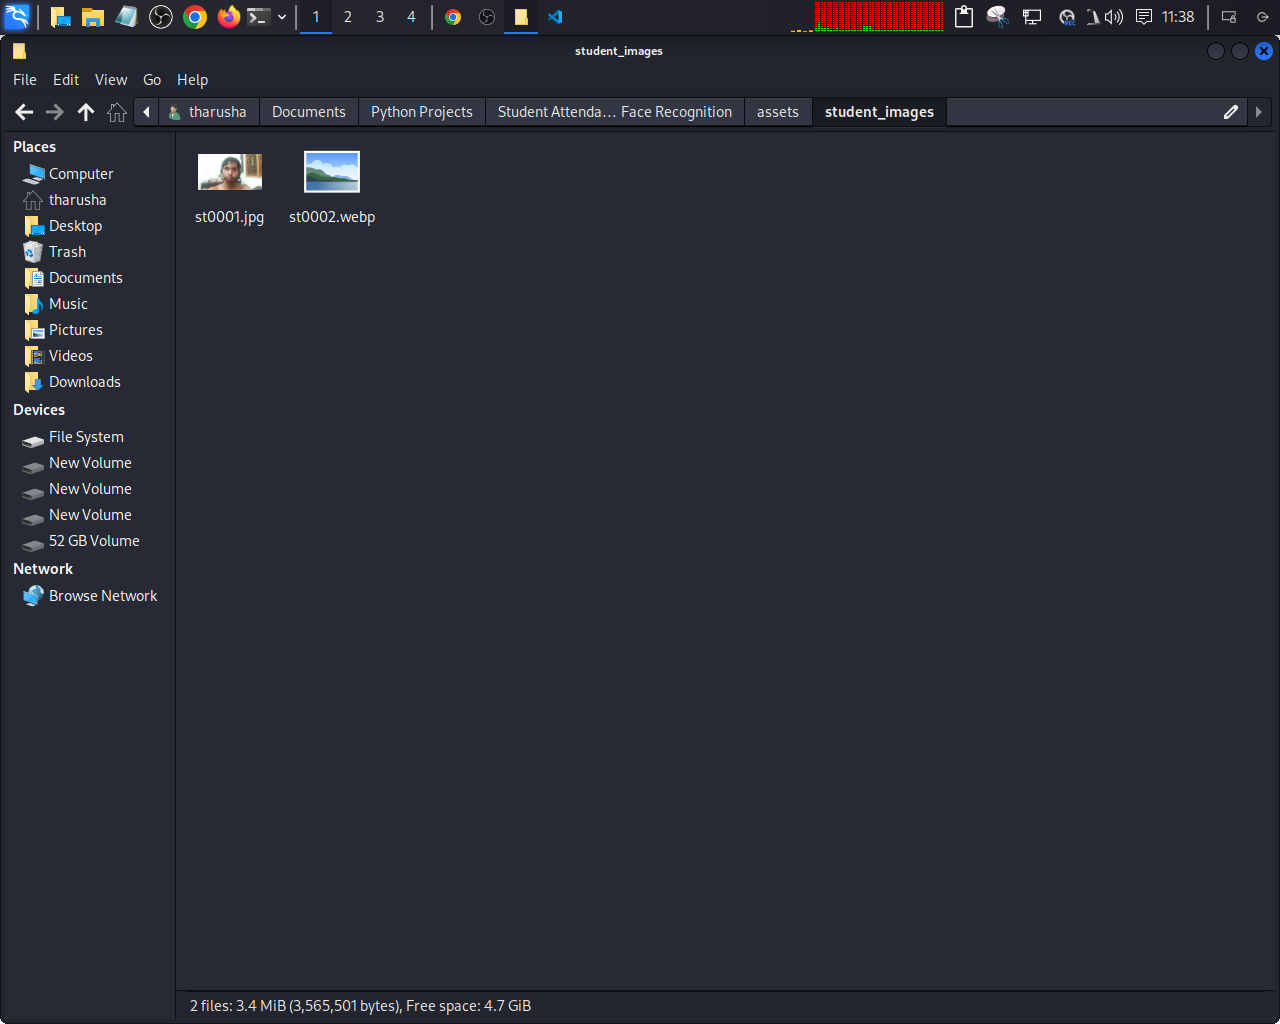 1 2 3 4 11:38
student_images
File Edit View Go Help
tharusha Documents Python Projects Student Attenda... Face Recognition assets student_images
Places
Computer
tharusha
Desktop
Trash
Documents
Music
Pictures
Videos
Downloads
Devices
File System
New Volume
New Volume
New Volume
52 GB Volume
Network
Browse Network
st0001.jpg st0002.webp
2 files: 3.4 MiB (3,565,501 bytes), Free space: 4.7 GiB